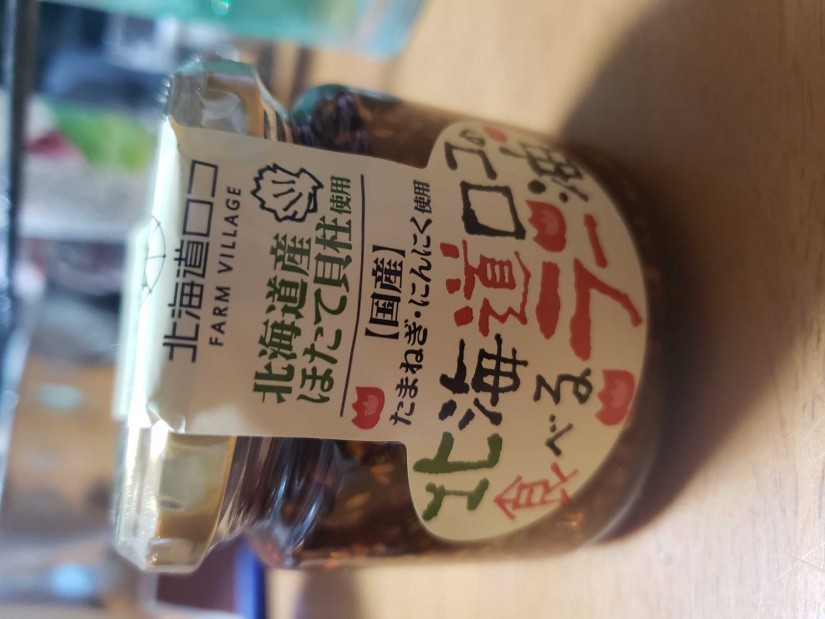 北海道ロコ
FARM VILLAGE
北海道産
ほたて貝柱使用
【国産】
たまねぎ・にんにく使用
北海道ロコの
食べるラー油